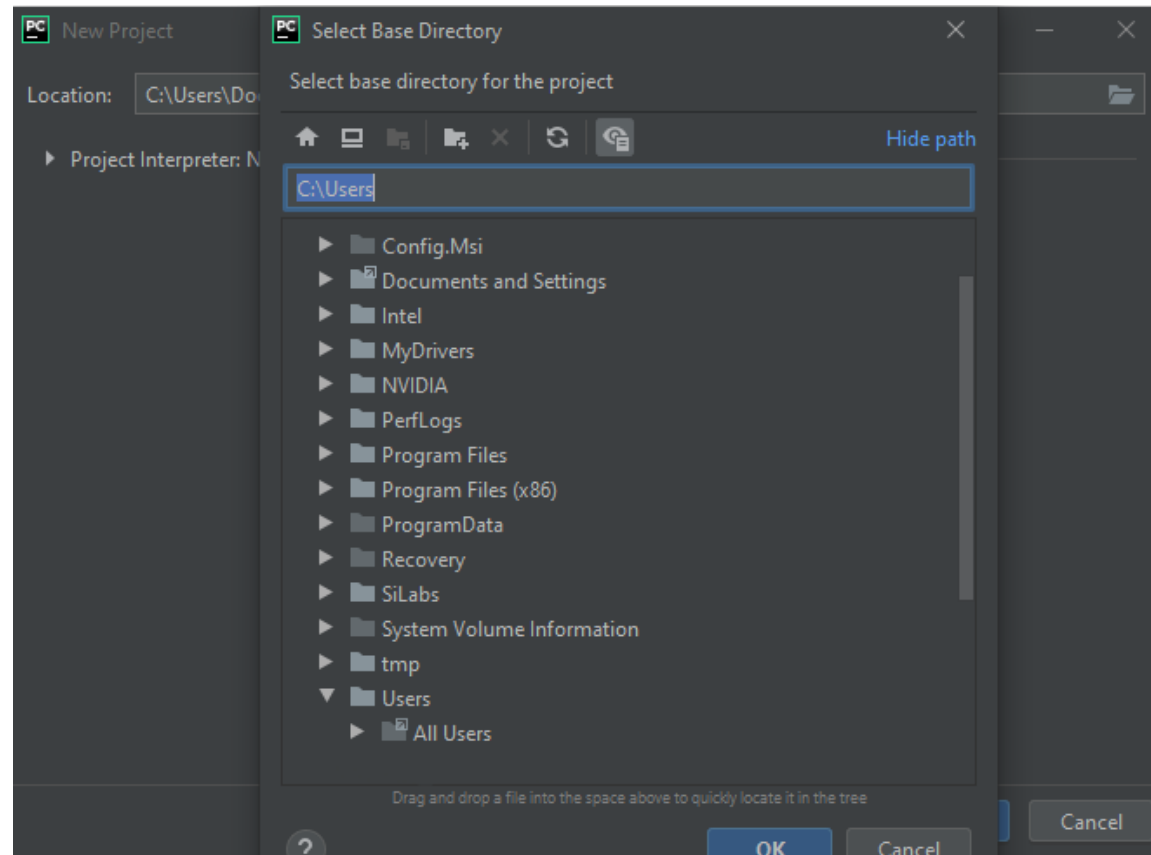 PC New Project
PC Select Base Directory
Select base directory for the project
Location: C:\Users\Do
Hide path
Project Interpreter: N
C:\Users
Config.Msi
Documents and Settings
Intel
MyDrivers
NVIDIA
PerfLogs
Program Files
Program Files (x86)
ProgramData
Recovery
SiLabs
System Volume Information
tmp
Users
All Users
Drag and drop a file into the space above to quickly locate it in the tree
Cancel
?
OK
Cancel